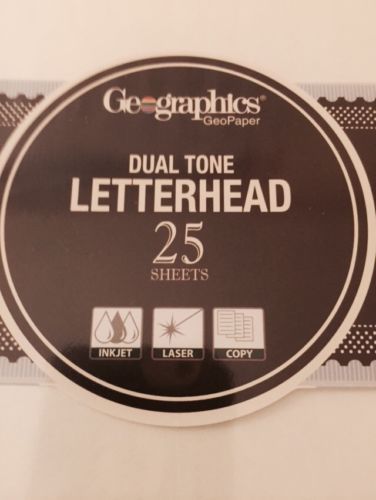 Geographics®
GeoPaper
DUAL TONE
LETTERHEAD
25
SHEETS
INKJET LASER COPY